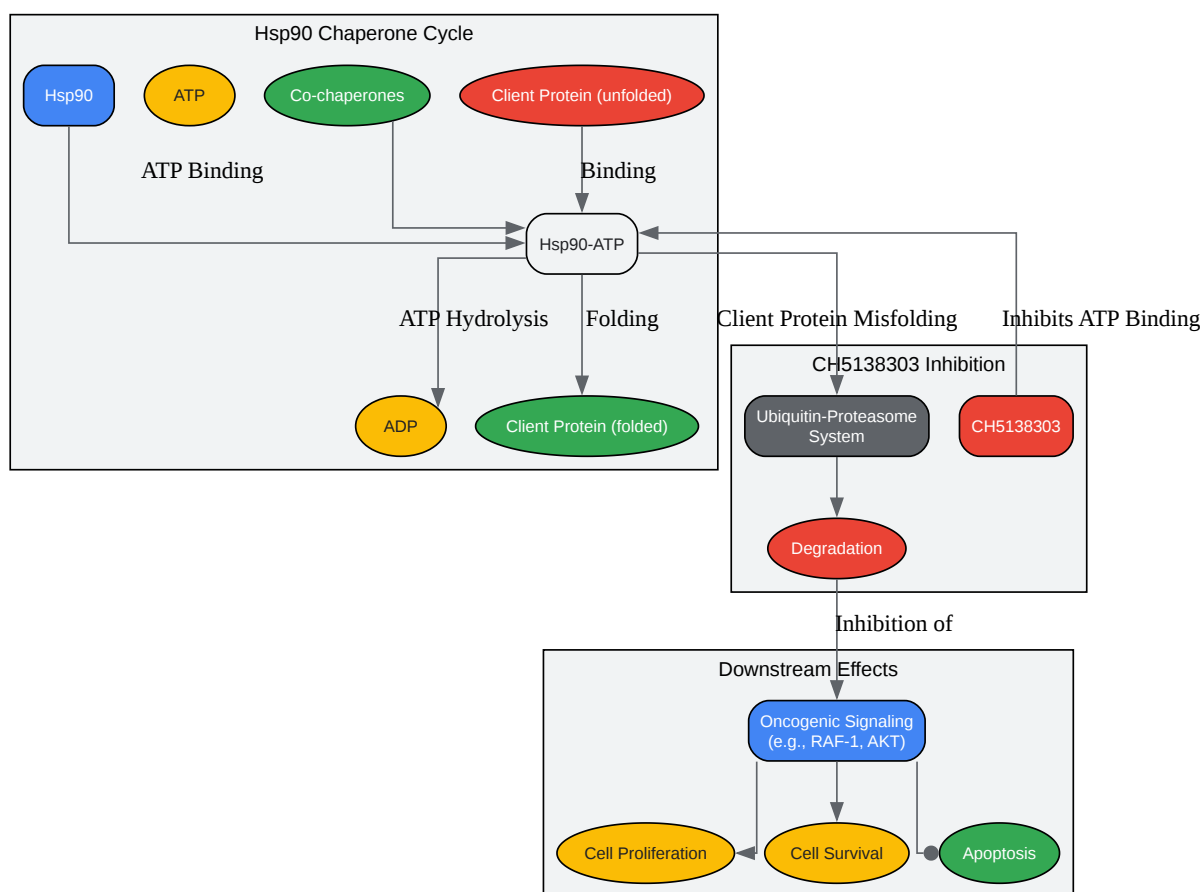 Hsp90 Chaperone Cycle
Hsp90
ATP
Co-chaperones
Client Protein (unfolded)
ATP Binding
Binding
Hsp90-ATP
ATP Hydrolysis
Folding
Client Protein Misfolding
Inhibits ATP Binding
CH5138303 Inhibition
ADP
Client Protein (folded)
Ubiquitin-Proteasome
System
CH5138303
Degradation
Inhibition of
Downstream Effects
Oncogenic Signaling
(e.g., RAF-1, AKT)
Cell Proliferation
Cell Survival
Apoptosis